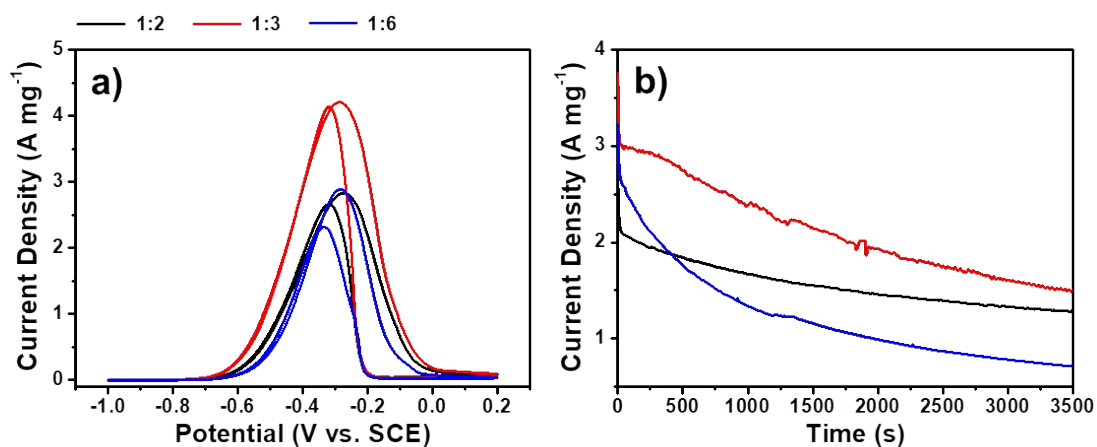 1:2 1:3 1:6
a)
5
4
3
2
1
0
Current Density (A mg⁻¹)
-1.0 -0.8 -0.6 -0.4 -0.2 0.0 0.2
Potential (V vs. SCE)
b)
4
3
2
1
Current Density (A mg⁻¹)
0 500 1000 1500 2000 2500 3000 3500
Time (s)